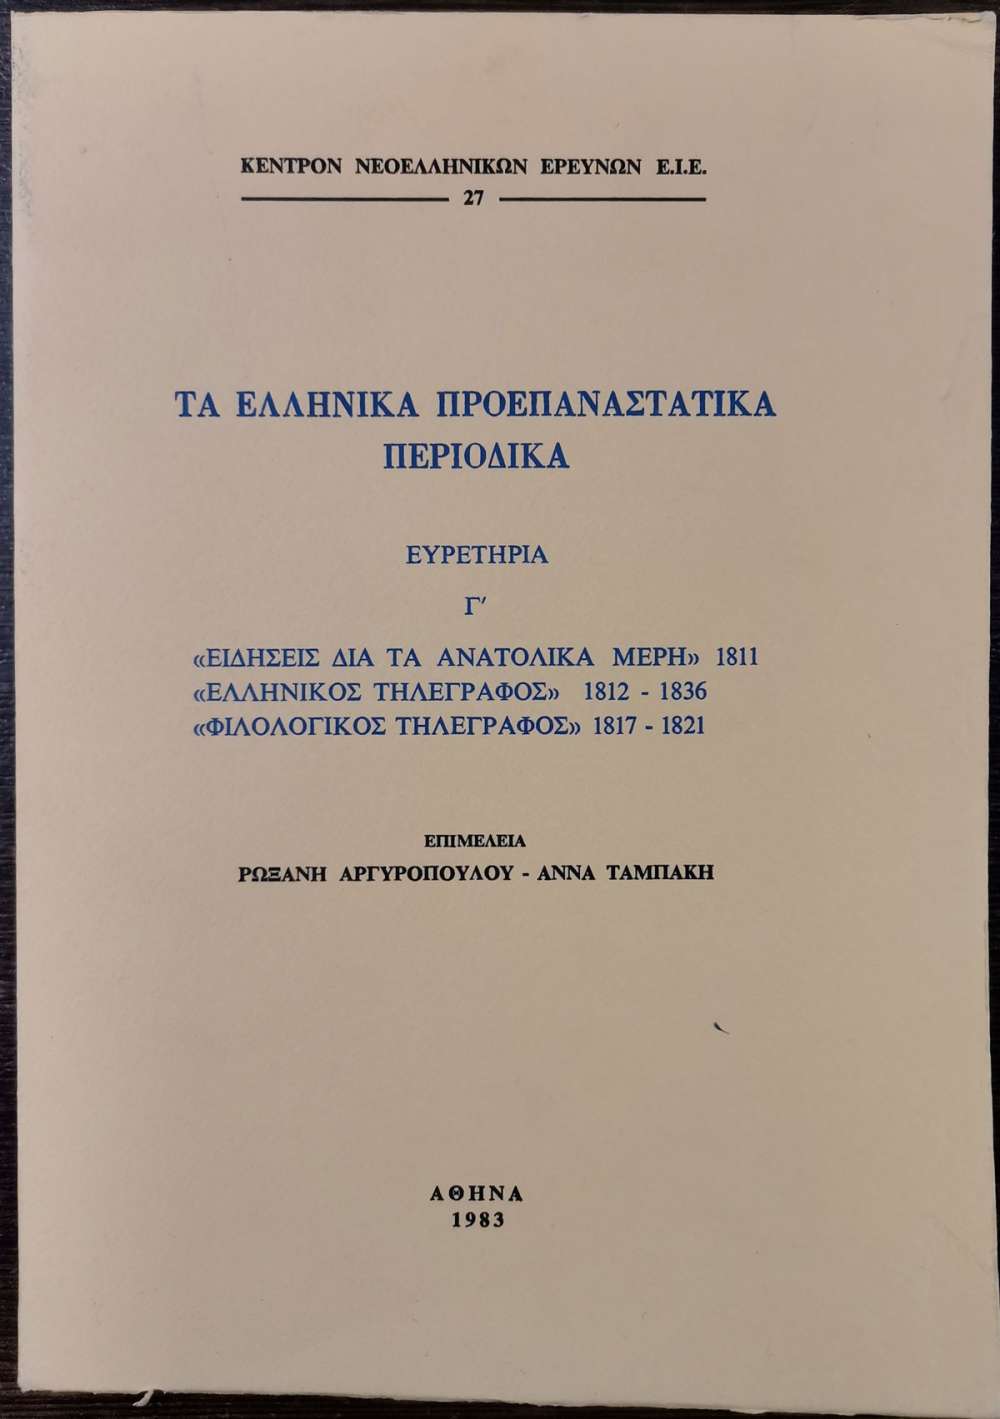 ΚΕΝΤΡΟΝ ΝΕΟΕΛΛΗΝΙΚΩΝ ΕΡΕΥΝΩΝ Ε.Ι.Ε.
27
ΤΑ ΕΛΛΗΝΙΚΑ ΠΡΟΕΠΑΝΑΣΤΑΤΙΚΑ
ΠΕΡΙΟΔΙΚΑ
ΕΥΡΕΤΗΡΙΑ
Γ′
«ΕΙΔΗΣΕΙΣ ΔΙΑ ΤΑ ΑΝΑΤΟΛΙΚΑ ΜΕΡΗ» 1811
«ΕΛΛΗΝΙΚΟΣ ΤΗΛΕΓΡΑΦΟΣ» 1812 - 1836
«ΦΙΛΟΛΟΓΙΚΟΣ ΤΗΛΕΓΡΑΦΟΣ» 1817 - 1821
ΕΠΙΜΕΛΕΙΑ
ΡΩΞΑΝΗ ΑΡΓΥΡΟΠΟΥΛΟΥ - ΑΝΝΑ ΤΑΜΠΑΚΗ
ΑΘΗΝΑ
1983